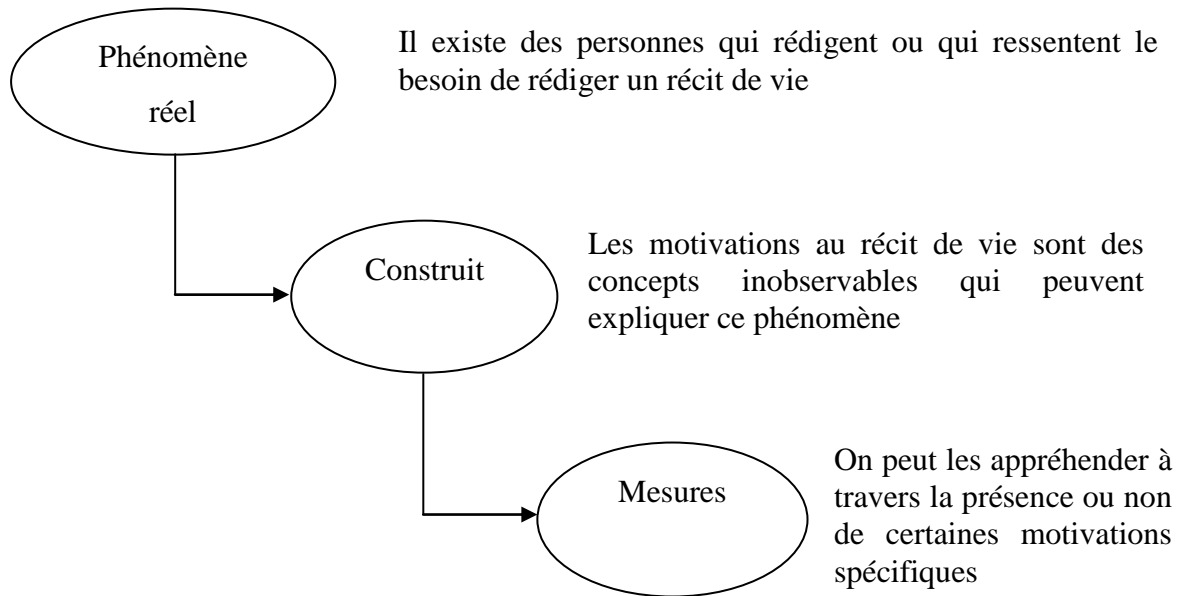 Phénomène
réel
Il existe des personnes qui rédigent ou qui ressentent le
besoin de rédiger un récit de vie
Construit
Les motivations au récit de vie sont des
concepts inobservables qui peuvent
expliquer ce phénomène
Mesures
On peut les appréhender à
travers la présence ou non
de certaines motivations
spécifiques